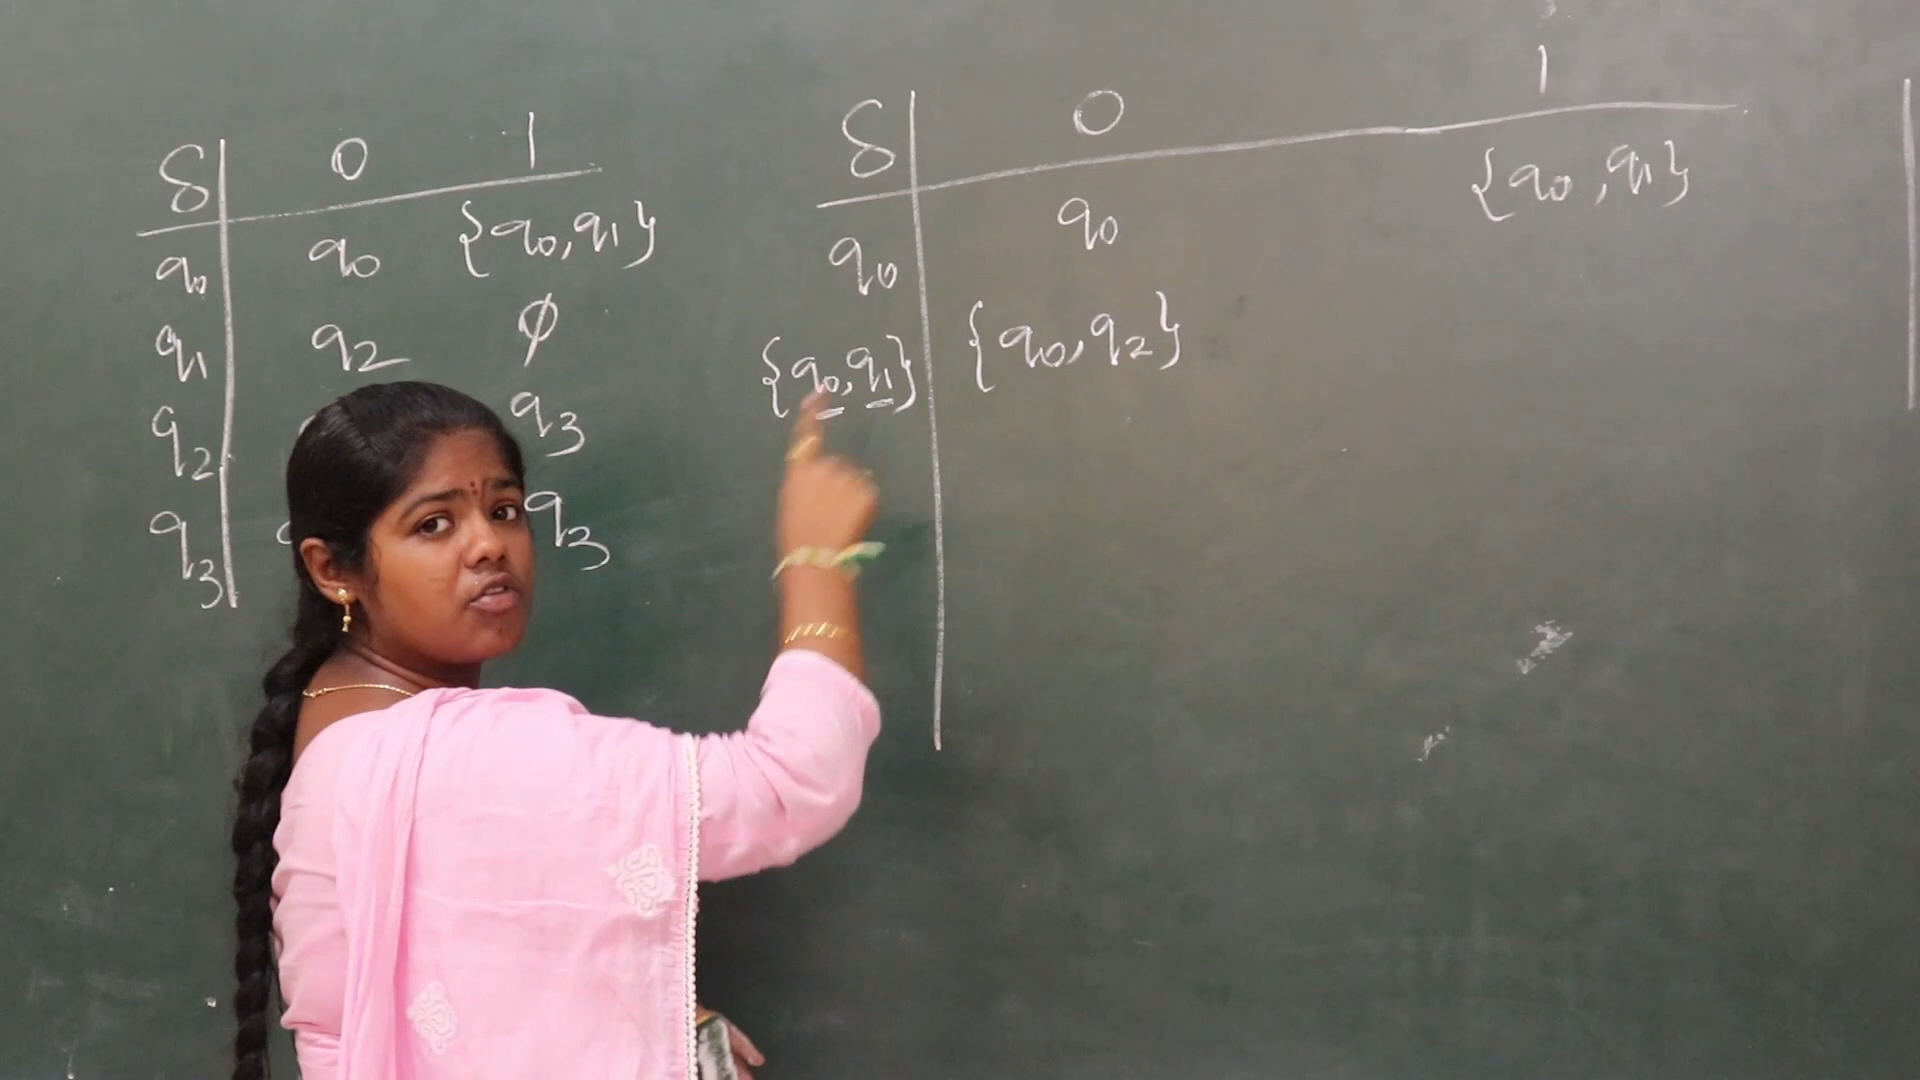 δ 0 1
q0 q0 {q0,q1}
q1 q2 φ
q2 q3
q3 q3
δ 0 1
q0 q0 {q0,q1}
{q0,q1} {q0,q2}